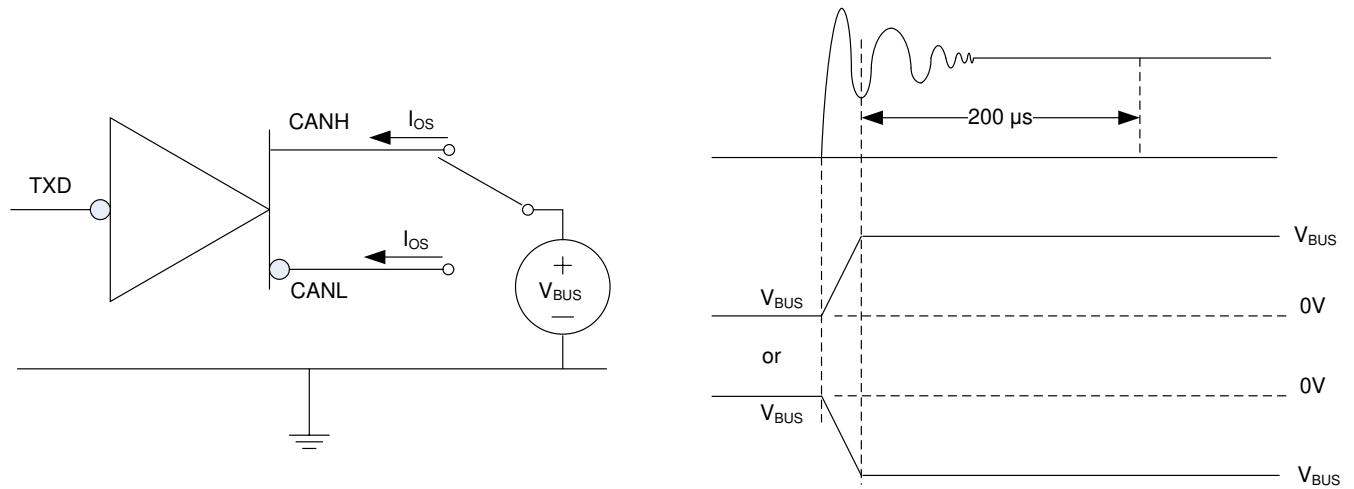 CANH
I_OS
TXD
I_OS
CANL
+
V_BUS
—
200 µs
V_BUS
V_BUS
0V
or
0V
V_BUS
V_BUS